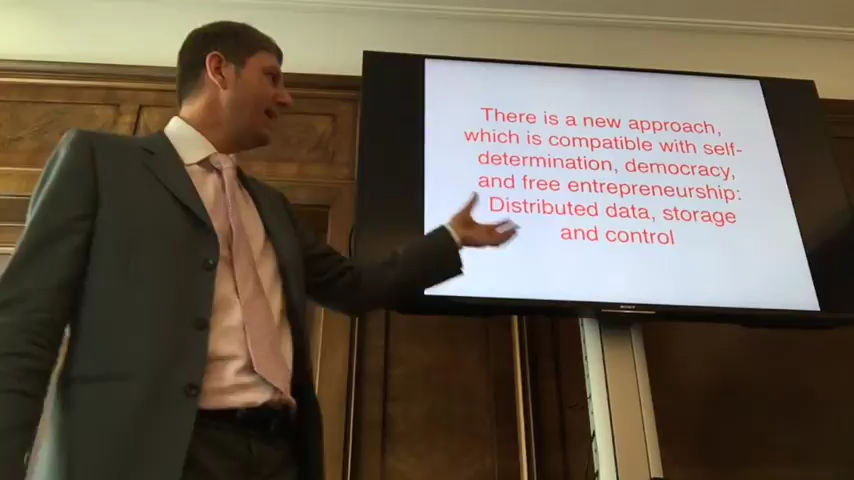 There is a new approach,
which is compatible with self-
determination, democracy,
and free entrepreneurship:
Distributed data, storage
and control
SONY